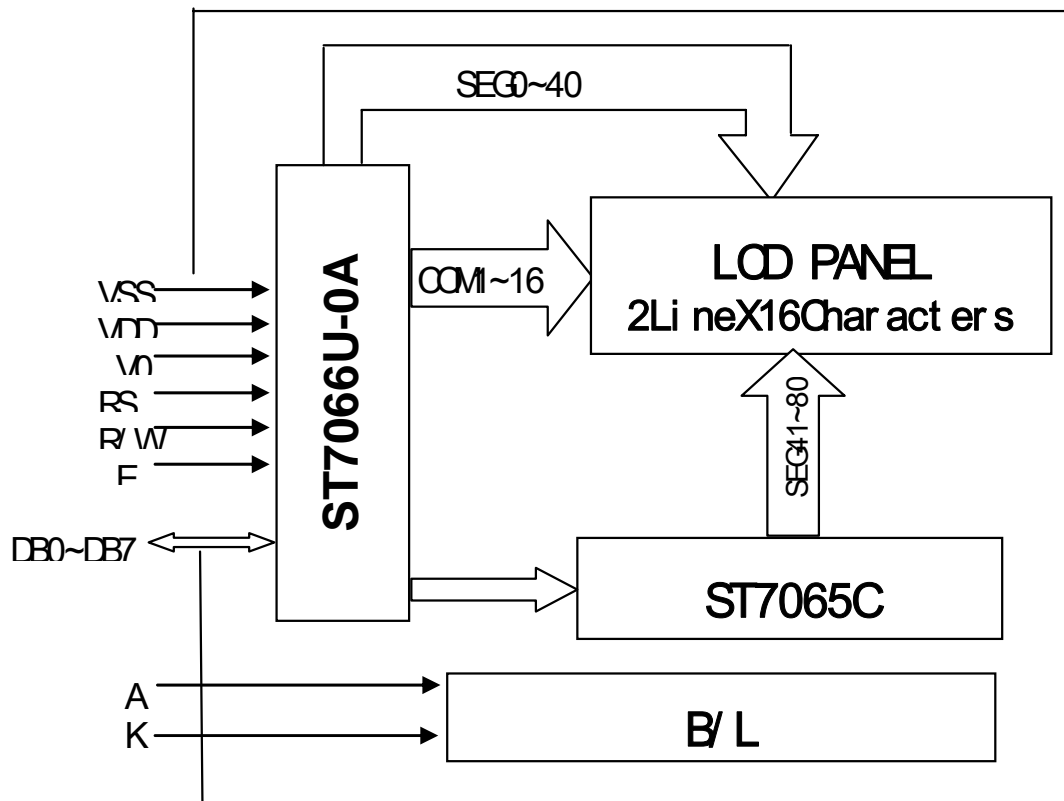 SEG0~40
ST7066U-0A
COM1~16
LCD PANEL
2LineX16Characters
VSS
VDD
V0
RS
R/W
E
SEG41~80
DB0~DB7
ST7065C
A
K
B/L